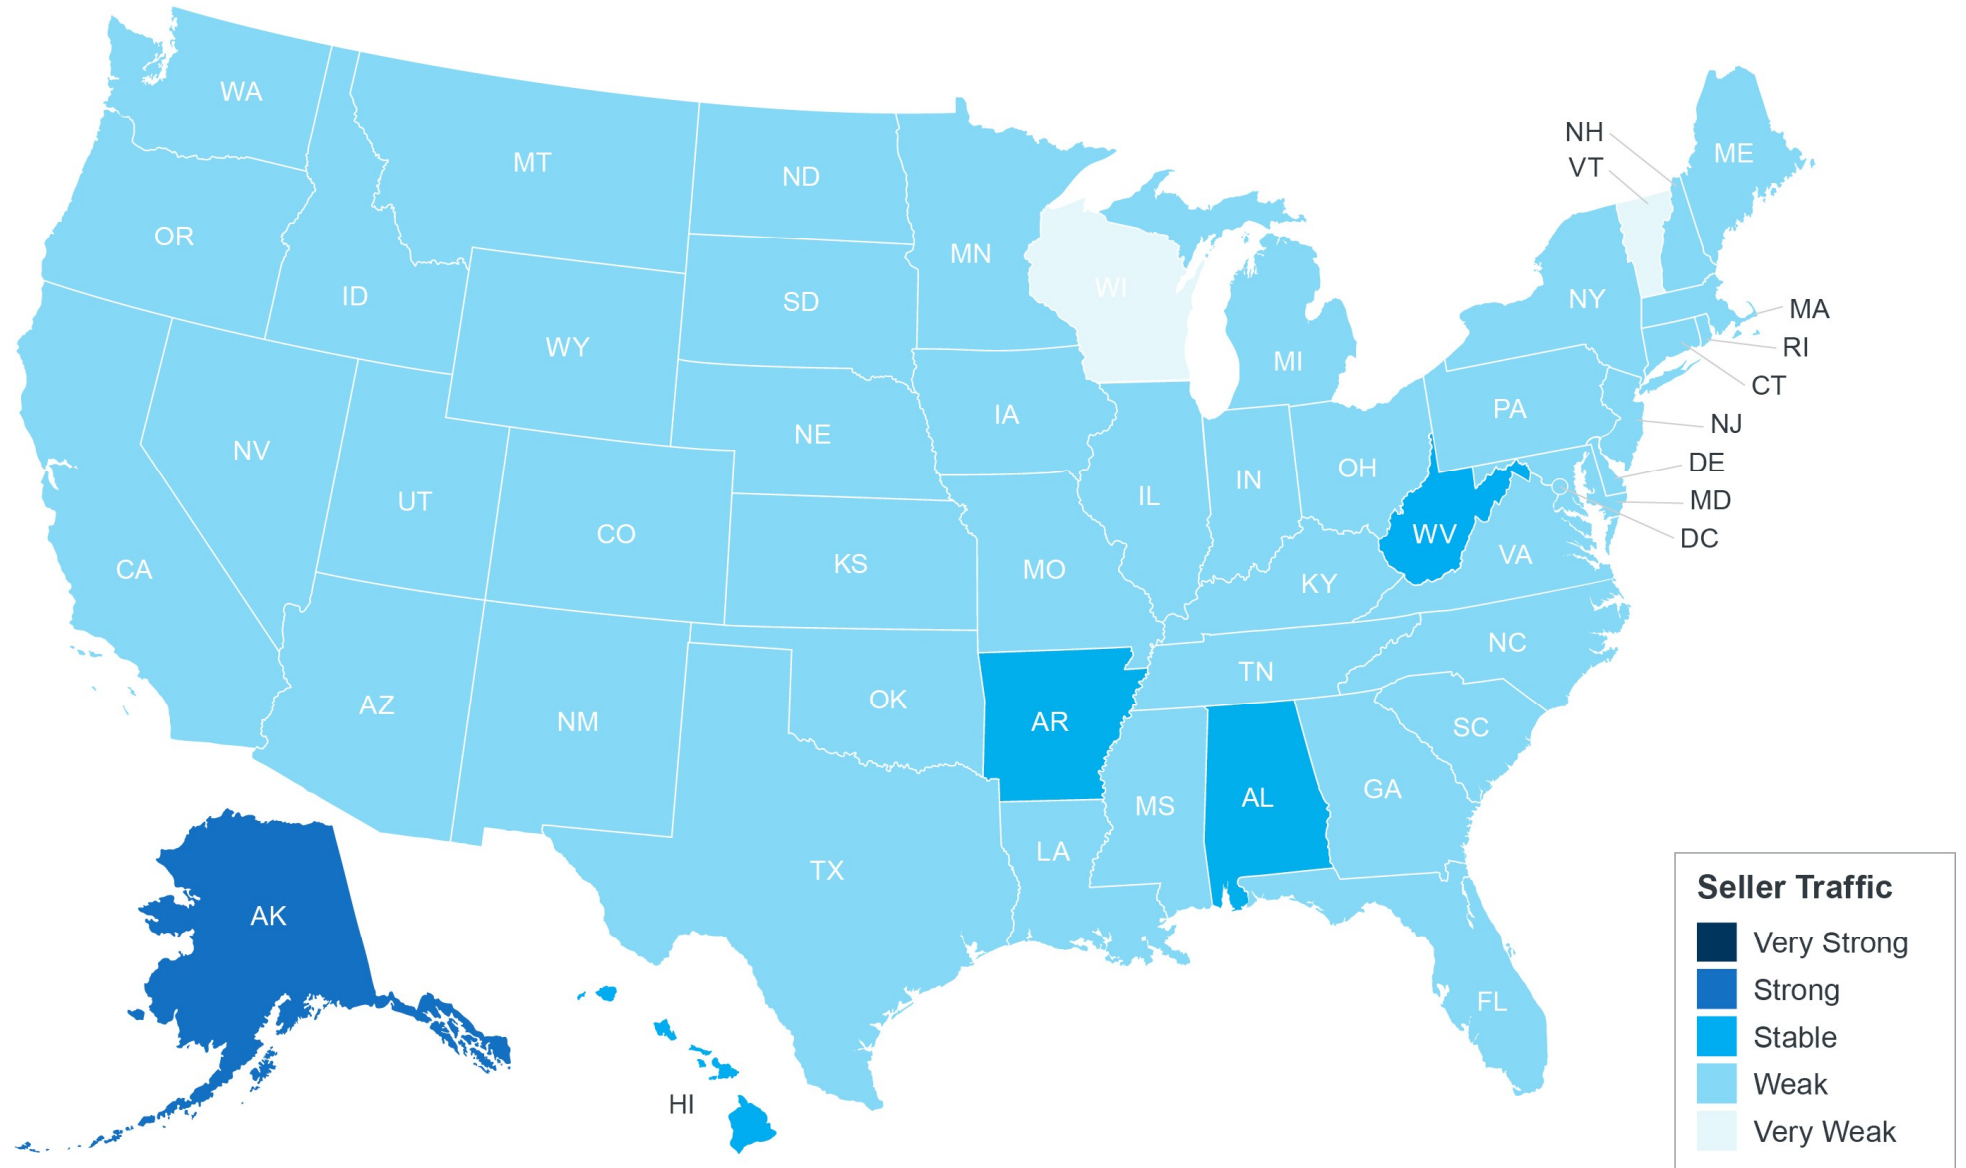 WA
MT
ND
MN
NH
VT
ME
OR
ID
SD
WI
NY
MA
WY
MI
RI
CT
NV
NE
IA
PA
NJ
UT
CO
IL
IN
OH
DE
MD
CA
KS
MO
WV
VA
DC
KY
AZ
NM
OK
AR
TN
NC
SC
TX
LA
MS
AL
GA
FL
AK
HI
Seller Traffic
Very Strong
Strong
Stable
Weak
Very Weak